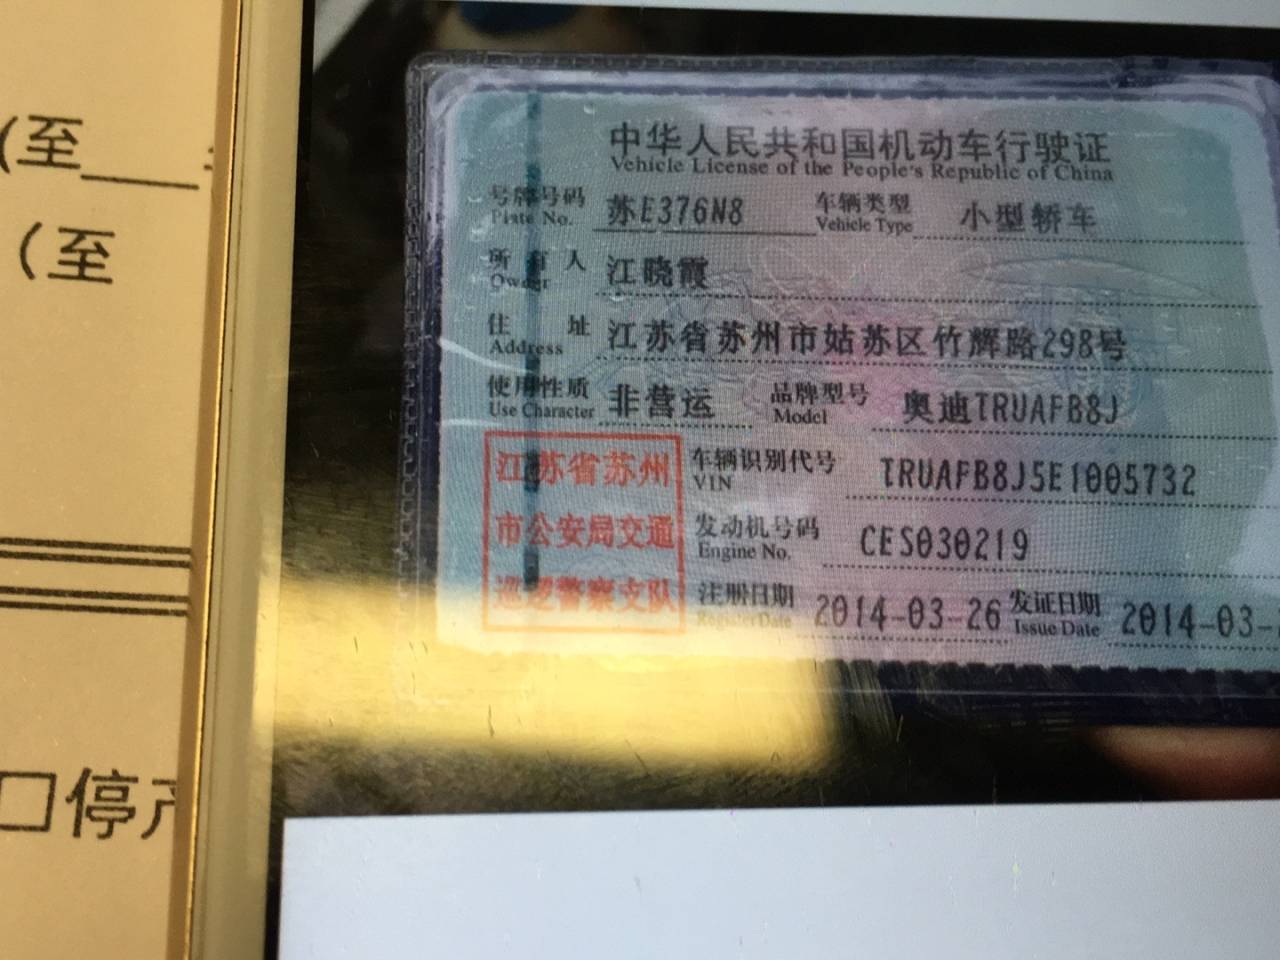 (至
(至
口停
中华人民共和国机动车行驶证
Vehicle License of the People's Republic of China
号牌号码 苏E376N8 车辆类型 小型轿车
Plate No. Vehicle Type
所有人 江晓霞
Owner
住址 江苏省苏州市姑苏区竹辉路298号
Address
使用性质 非营运 品牌型号 奥迪TRUAFB8J
Use Character Model
江苏省苏州
市公安局交通
巡逻警察支队
车辆识别代号 TRUAFB8J5E1005732
VIN
发动机号码 CES030219
Engine No.
注册日期 2014-03-26 发证日期 2014-03-
Register Date Issue Date